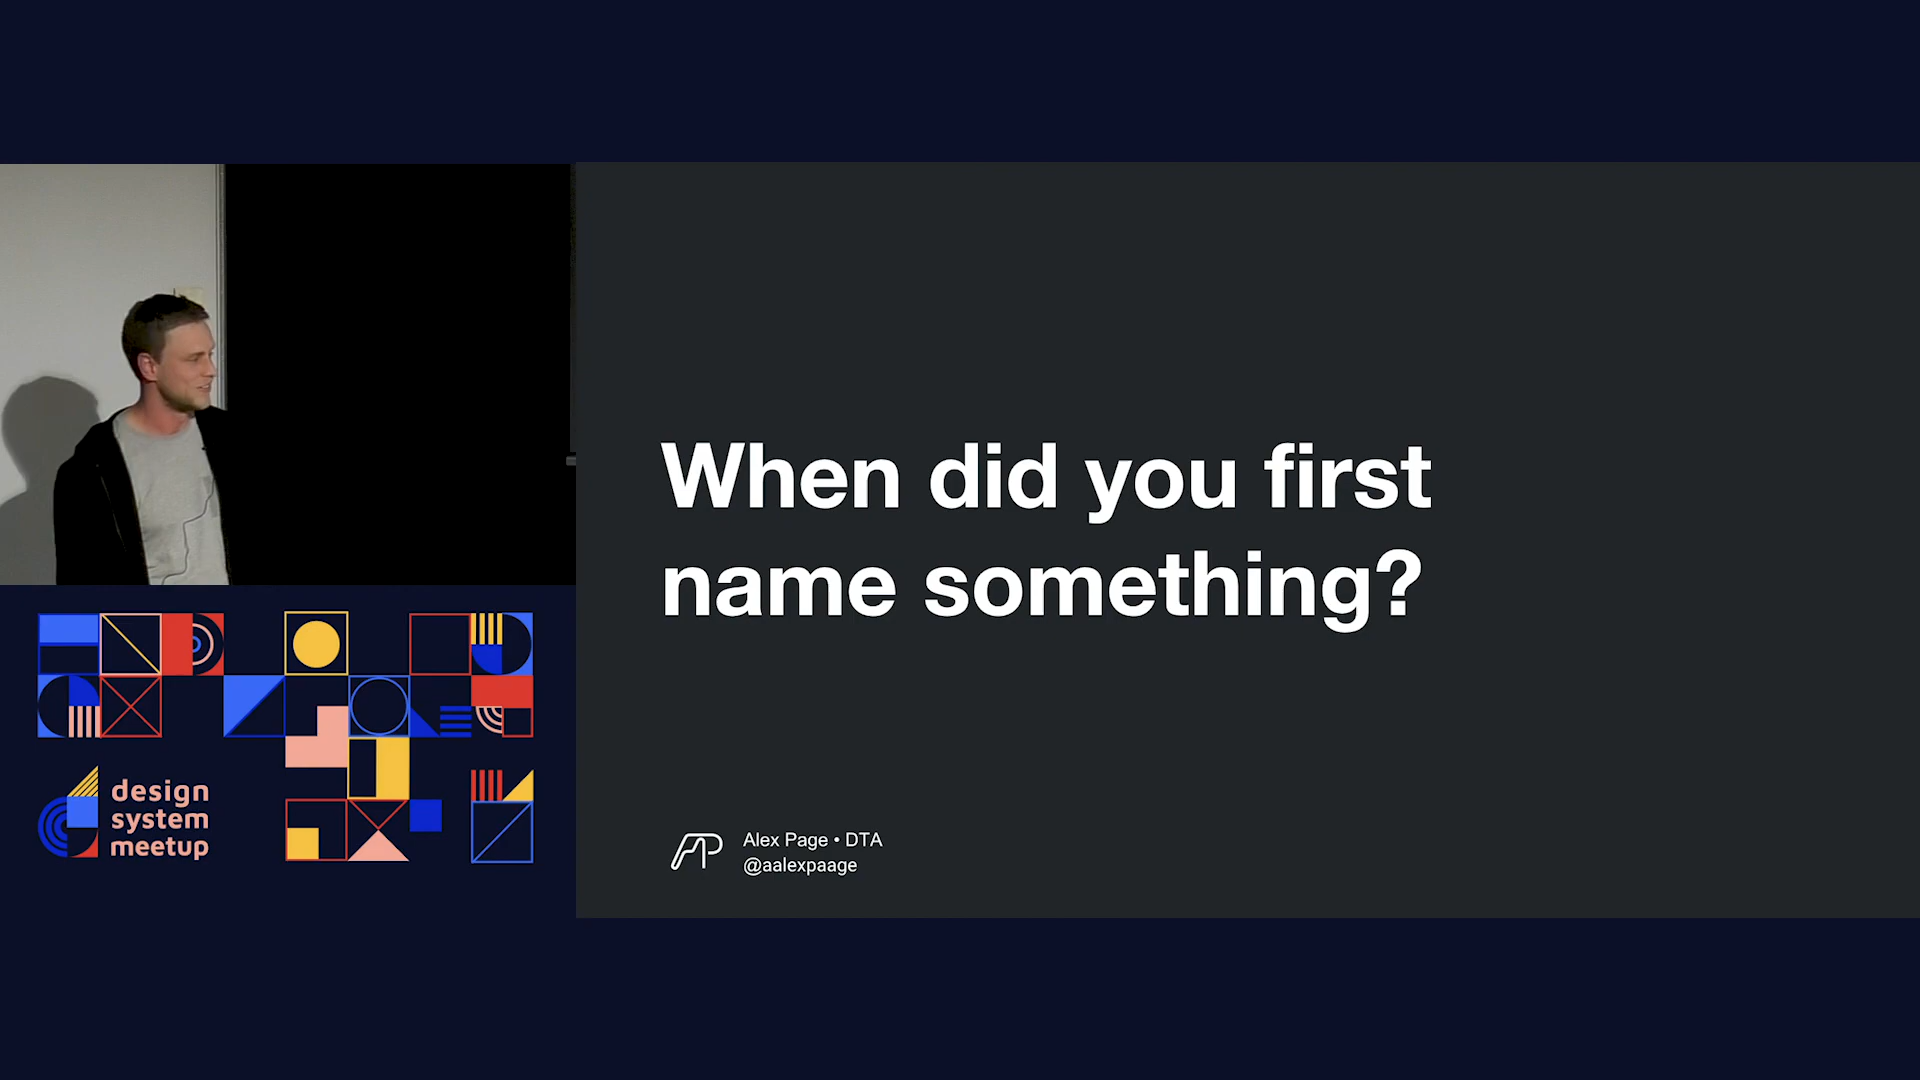 When did you first
name something?
Alex Page • DTA
@aalexpaage
design
system
meetup